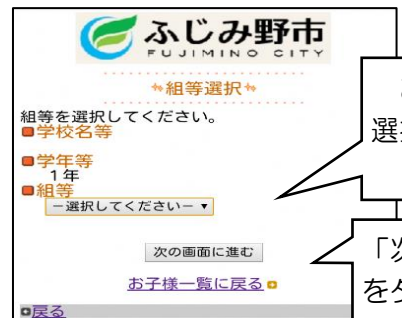 ふじみ野市
FUJIMINO CITY
組等選択
組等を選択してください。
学校名等
学年等
1年
組等
－選択してください－ ▼
次の画面に進む
お子様一覧に戻る
戻る
選
「次
を